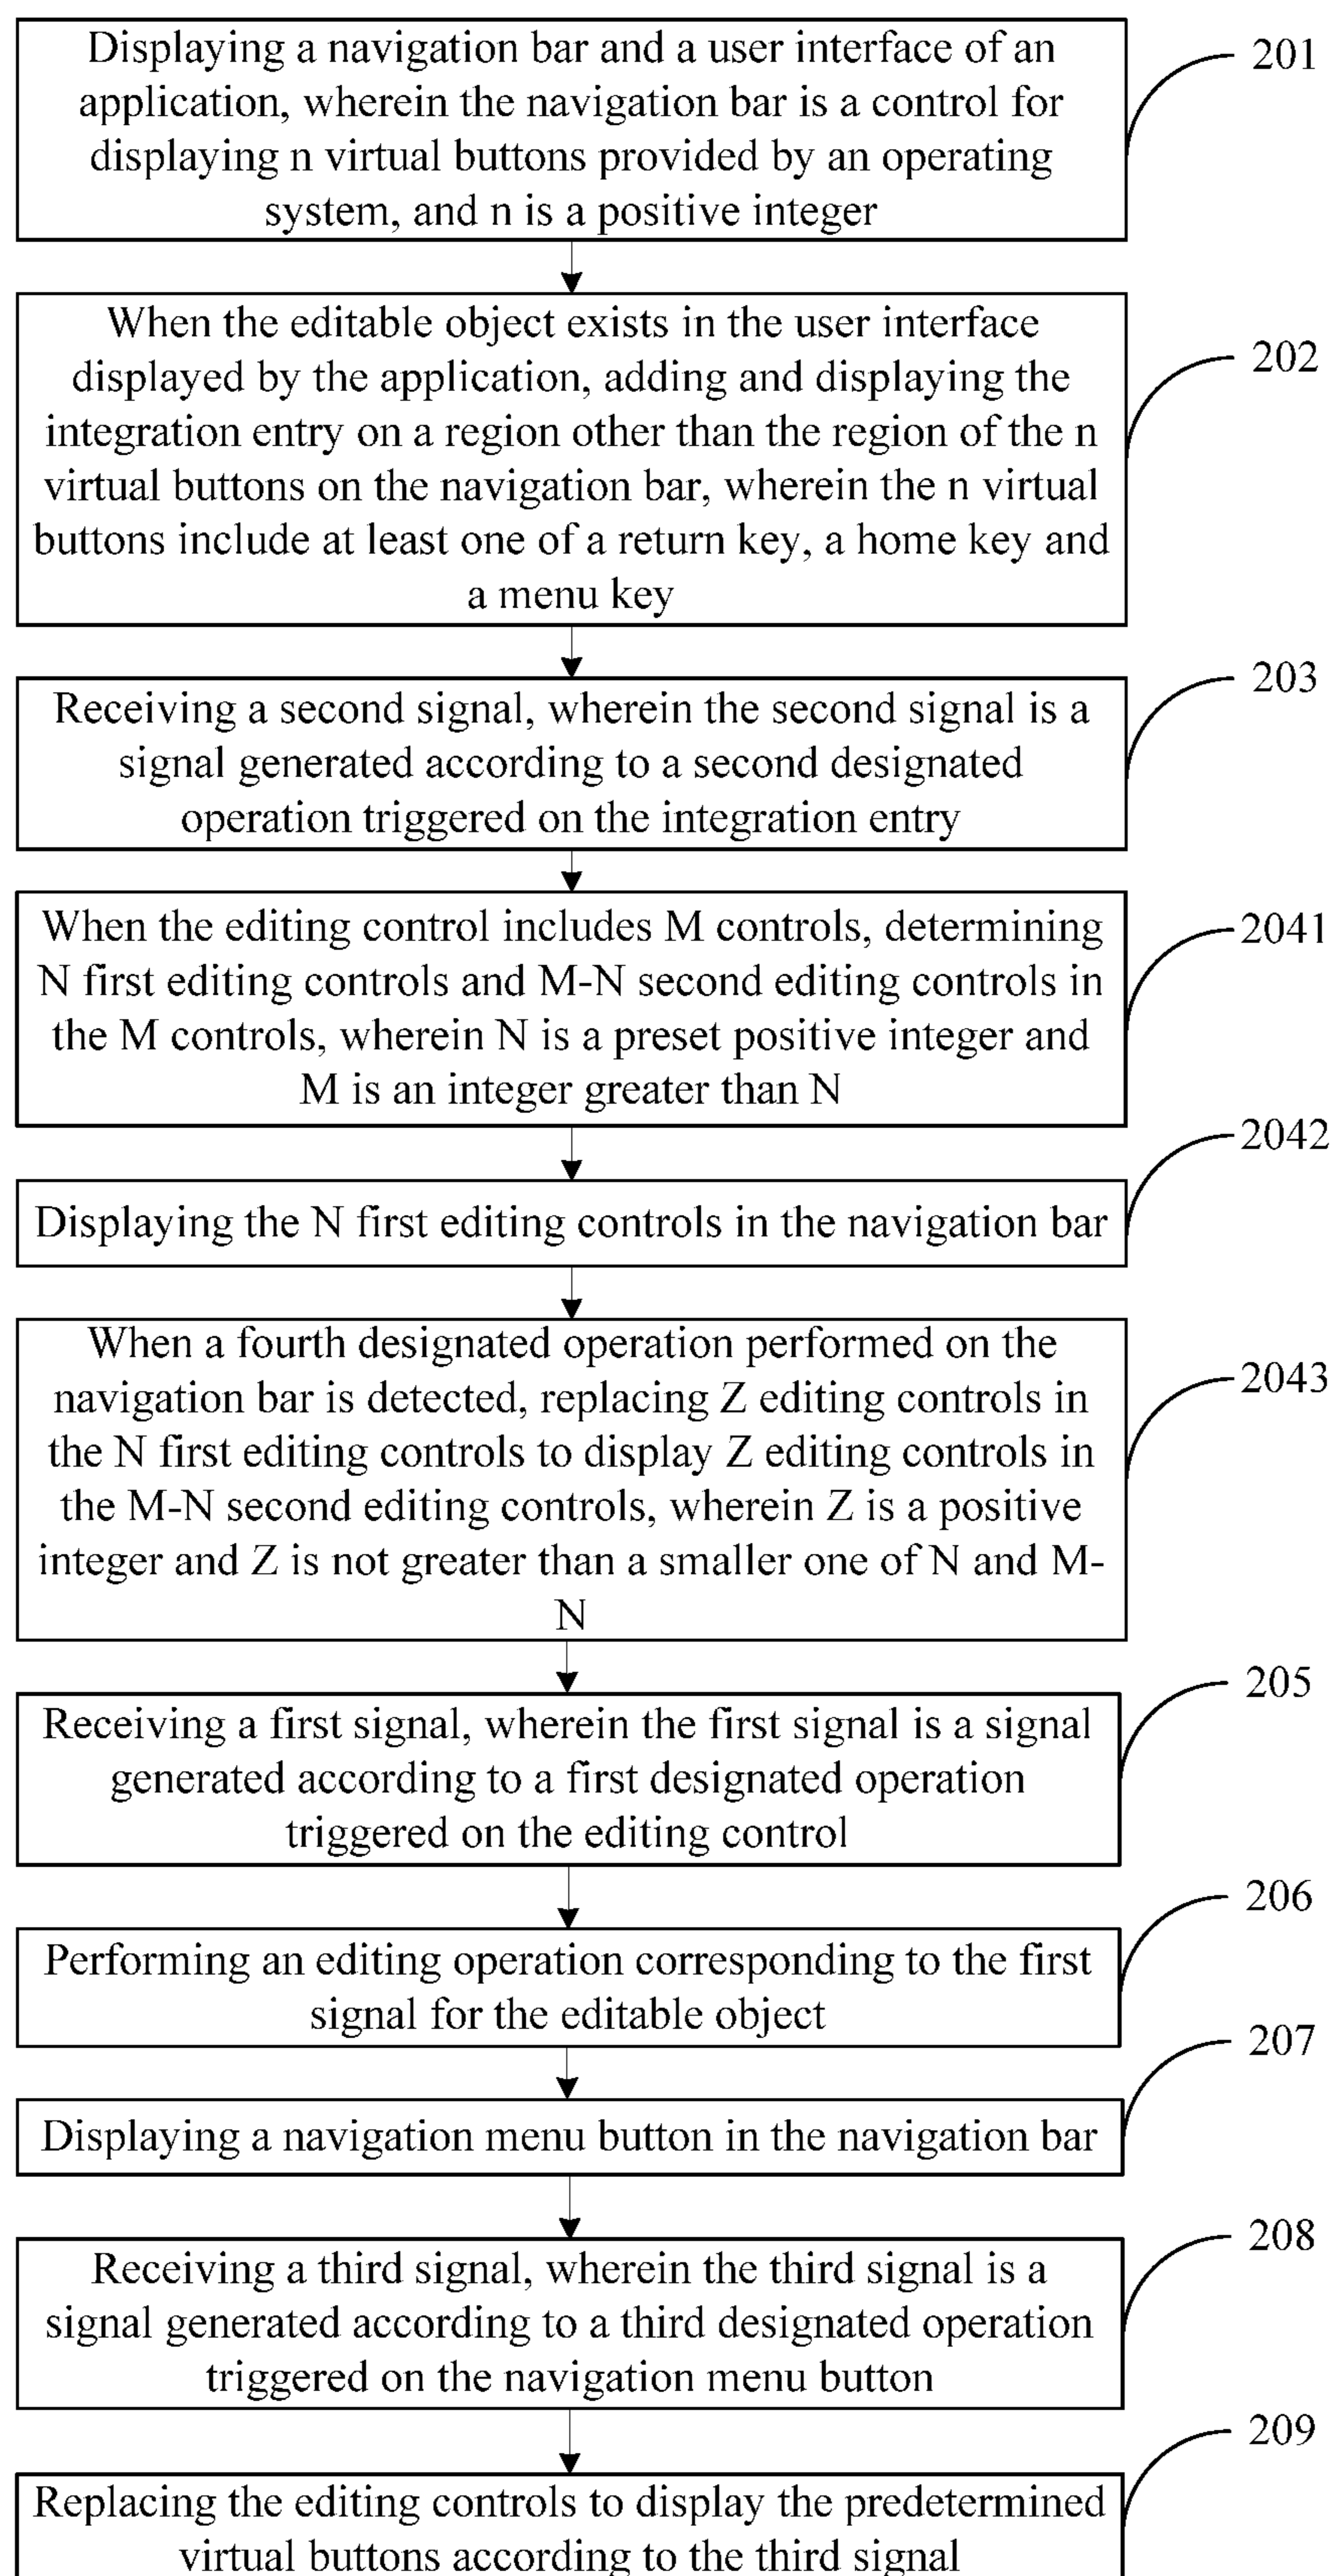 Displaying a navigation bar and a user interface of an
application, wherein the navigation bar is a control for
displaying n virtual buttons provided by an operating
system, and n is a positive integer
201
When the editable object exists in the user interface
displayed by the application, adding and displaying the
integration entry on a region other than the region of the n
virtual buttons on the navigation bar, wherein the n virtual
buttons include at least one of a return key, a home key and
a menu key
202
Receiving a second signal, wherein the second signal is a
signal generated according to a second designated
operation triggered on the integration entry
203
When the editing control includes M controls, determining
N first editing controls and M-N second editing controls in
the M controls, wherein N is a preset positive integer and
M is an integer greater than N
2041
Displaying the N first editing controls in the navigation bar
2042
When a fourth designated operation performed on the
navigation bar is detected, replacing Z editing controls in
the N first editing controls to display Z editing controls in
the M-N second editing controls, wherein Z is a positive
integer and Z is not greater than a smaller one of N and M-
N
2043
Receiving a first signal, wherein the first signal is a signal
generated according to a first designated operation
triggered on the editing control
205
Performing an editing operation corresponding to the first
signal for the editable object
206
Displaying a navigation menu button in the navigation bar
207
Receiving a third signal, wherein the third signal is a
signal generated according to a third designated operation
triggered on the navigation menu button
208
Replacing the editing controls to display the predetermined
virtual buttons according to the third signal
209